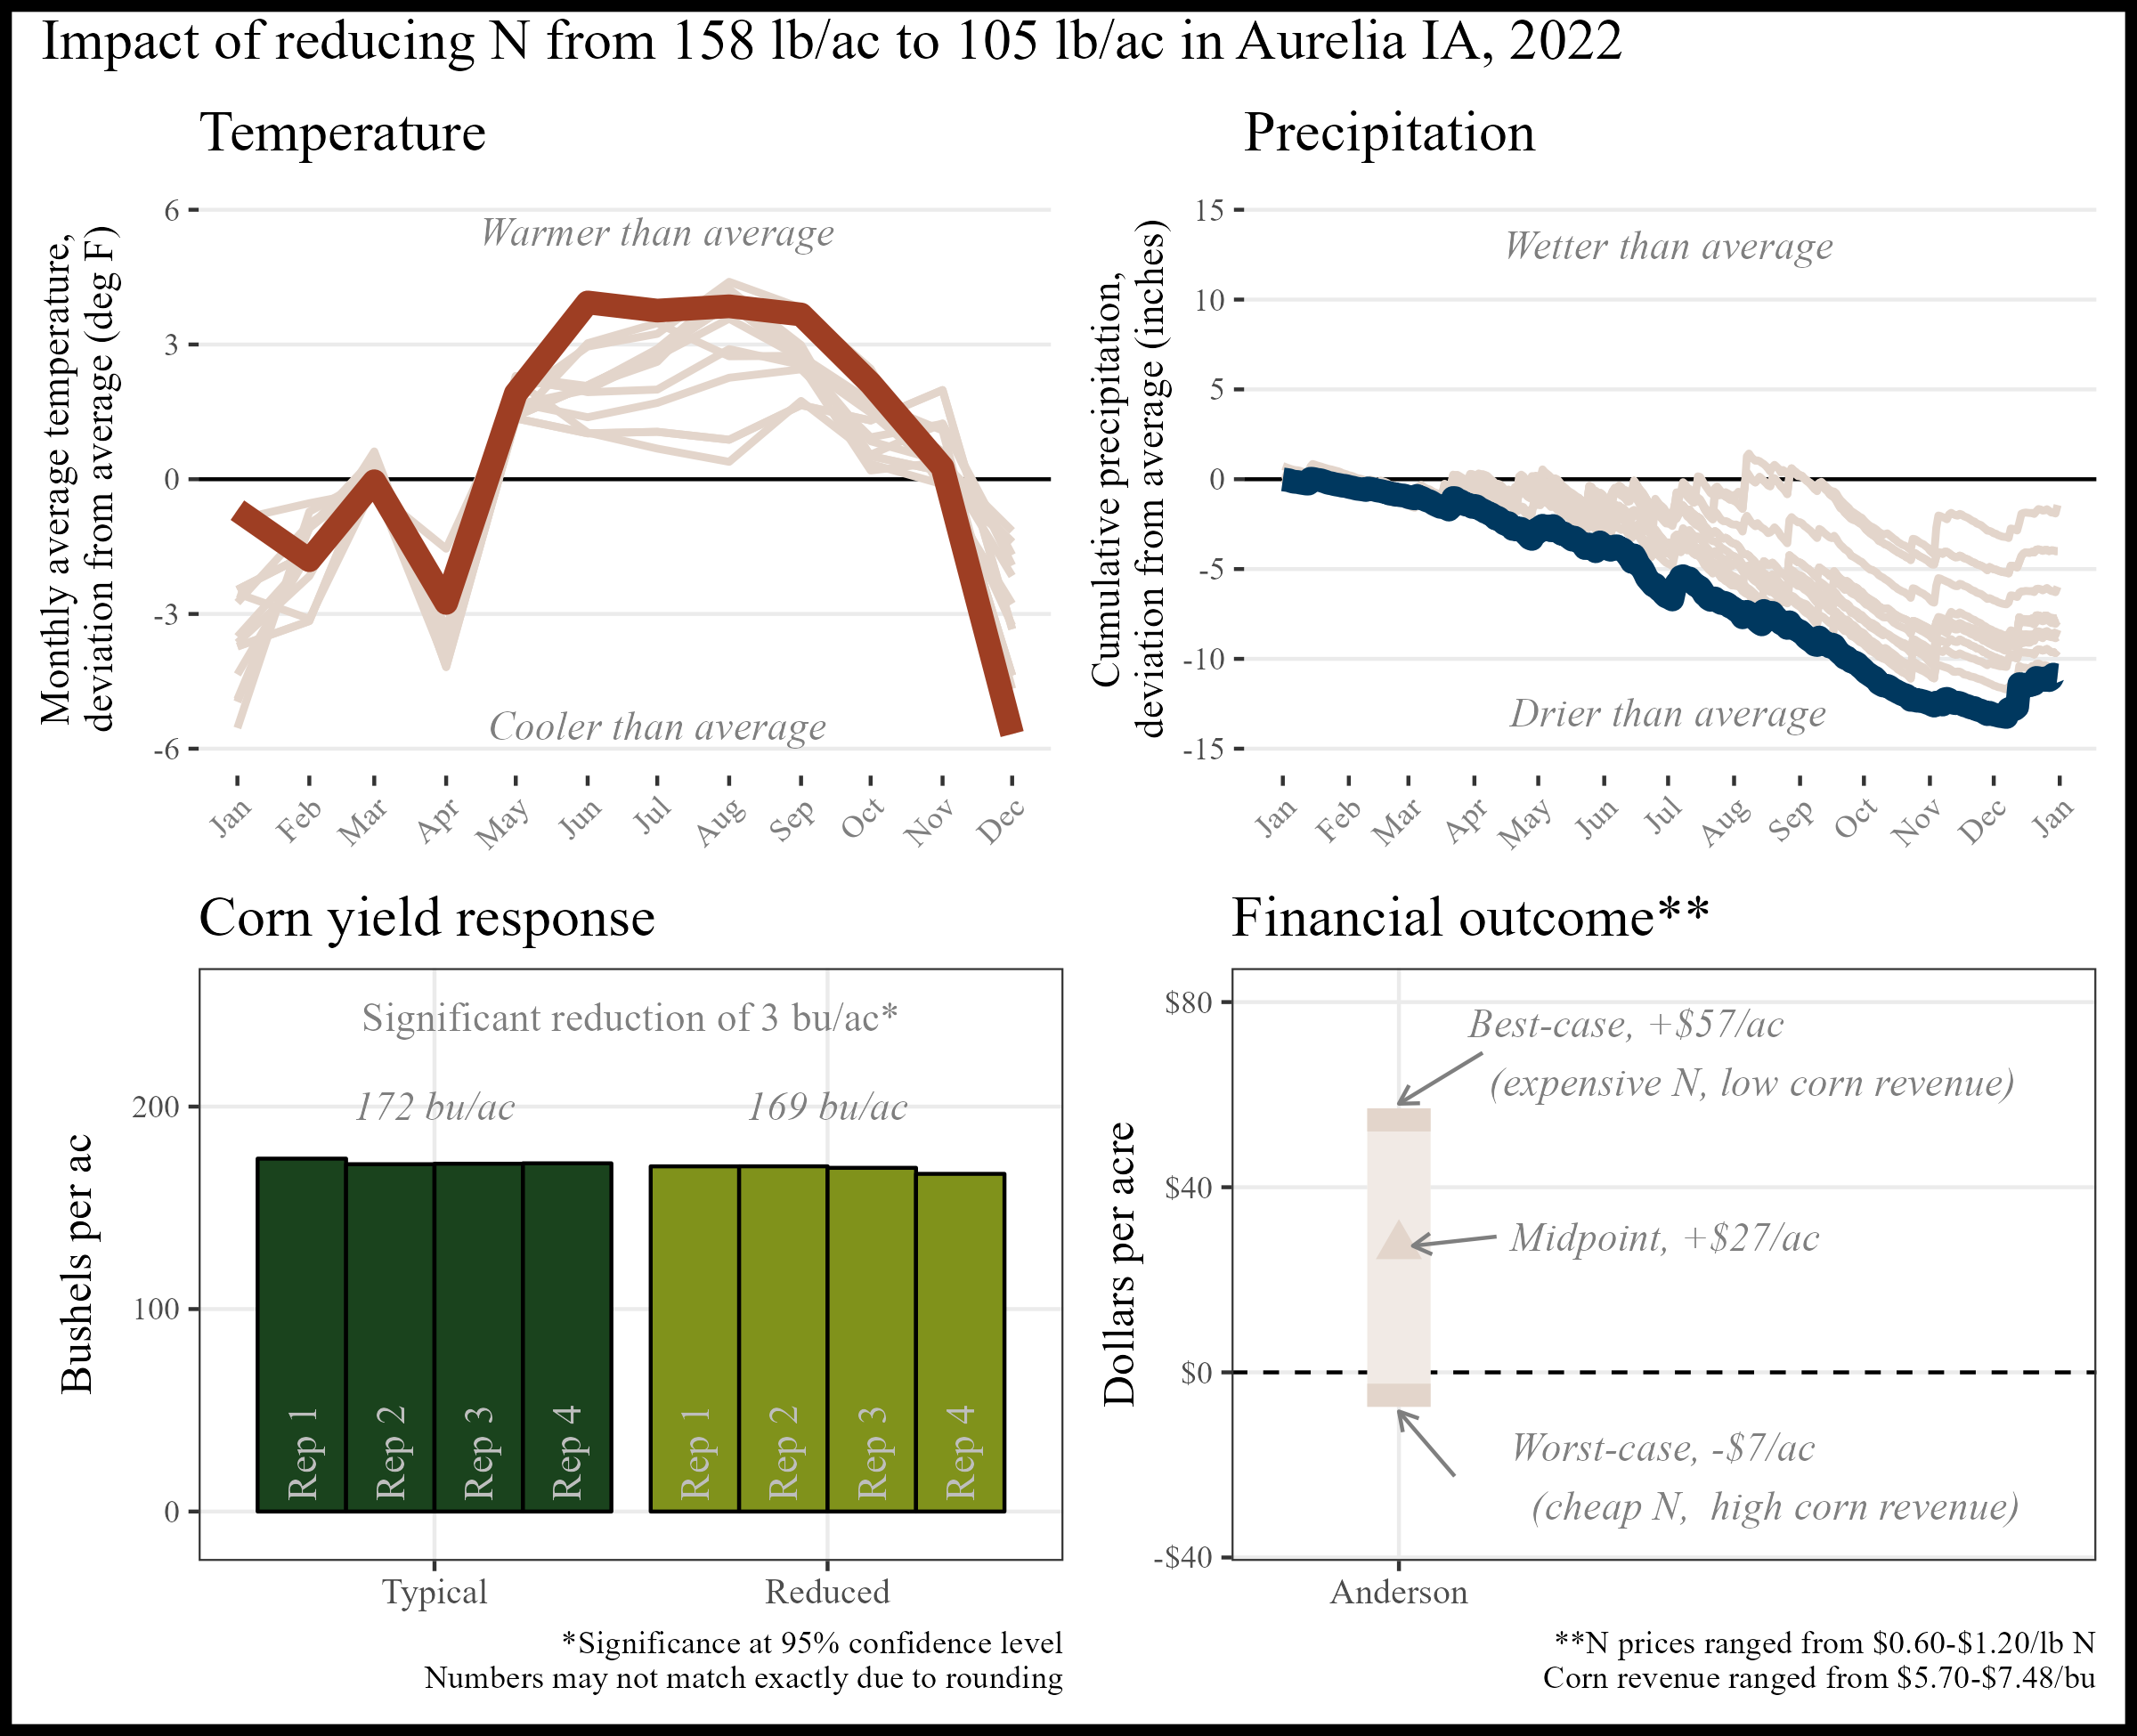 Impact of reducing N from 158 lb/ac to 105 lb/ac in Aurelia IA, 2022
Temperature
Monthly average temperature,
deviation from average (deg F)
6
3
0
-3
-6
Warmer than average
Cooler than average
Jan
Feb
Mar
Apr
May
Jun
Jul
Aug
Sep
Oct
Nov
Dec
Precipitation
Cumulative precipitation,
deviation from average (inches)
15
10
5
0
-5
-10
-15
Wetter than average
Drier than average
Jan
Feb
Mar
Apr
May
Jun
Jul
Aug
Sep
Oct
Nov
Dec
Jan
Corn yield response
Bushels per ac
200
100
0
Significant reduction of 3 bu/ac*
172 bu/ac
169 bu/ac
Rep 1
Rep 2
Rep 3
Rep 4
Rep 1
Rep 2
Rep 3
Rep 4
Typical
Reduced
*Significance at 95% confidence level
Numbers may not match exactly due to rounding
Financial outcome**
Dollars per acre
$80
$40
$0
-$40
Best-case, +$57/ac
(expensive N, low corn revenue)
Midpoint, +$27/ac
Worst-case, -$7/ac
(cheap N,  high corn revenue)
Anderson
**N prices ranged from $0.60-$1.20/lb N
Corn revenue ranged from $5.70-$7.48/bu